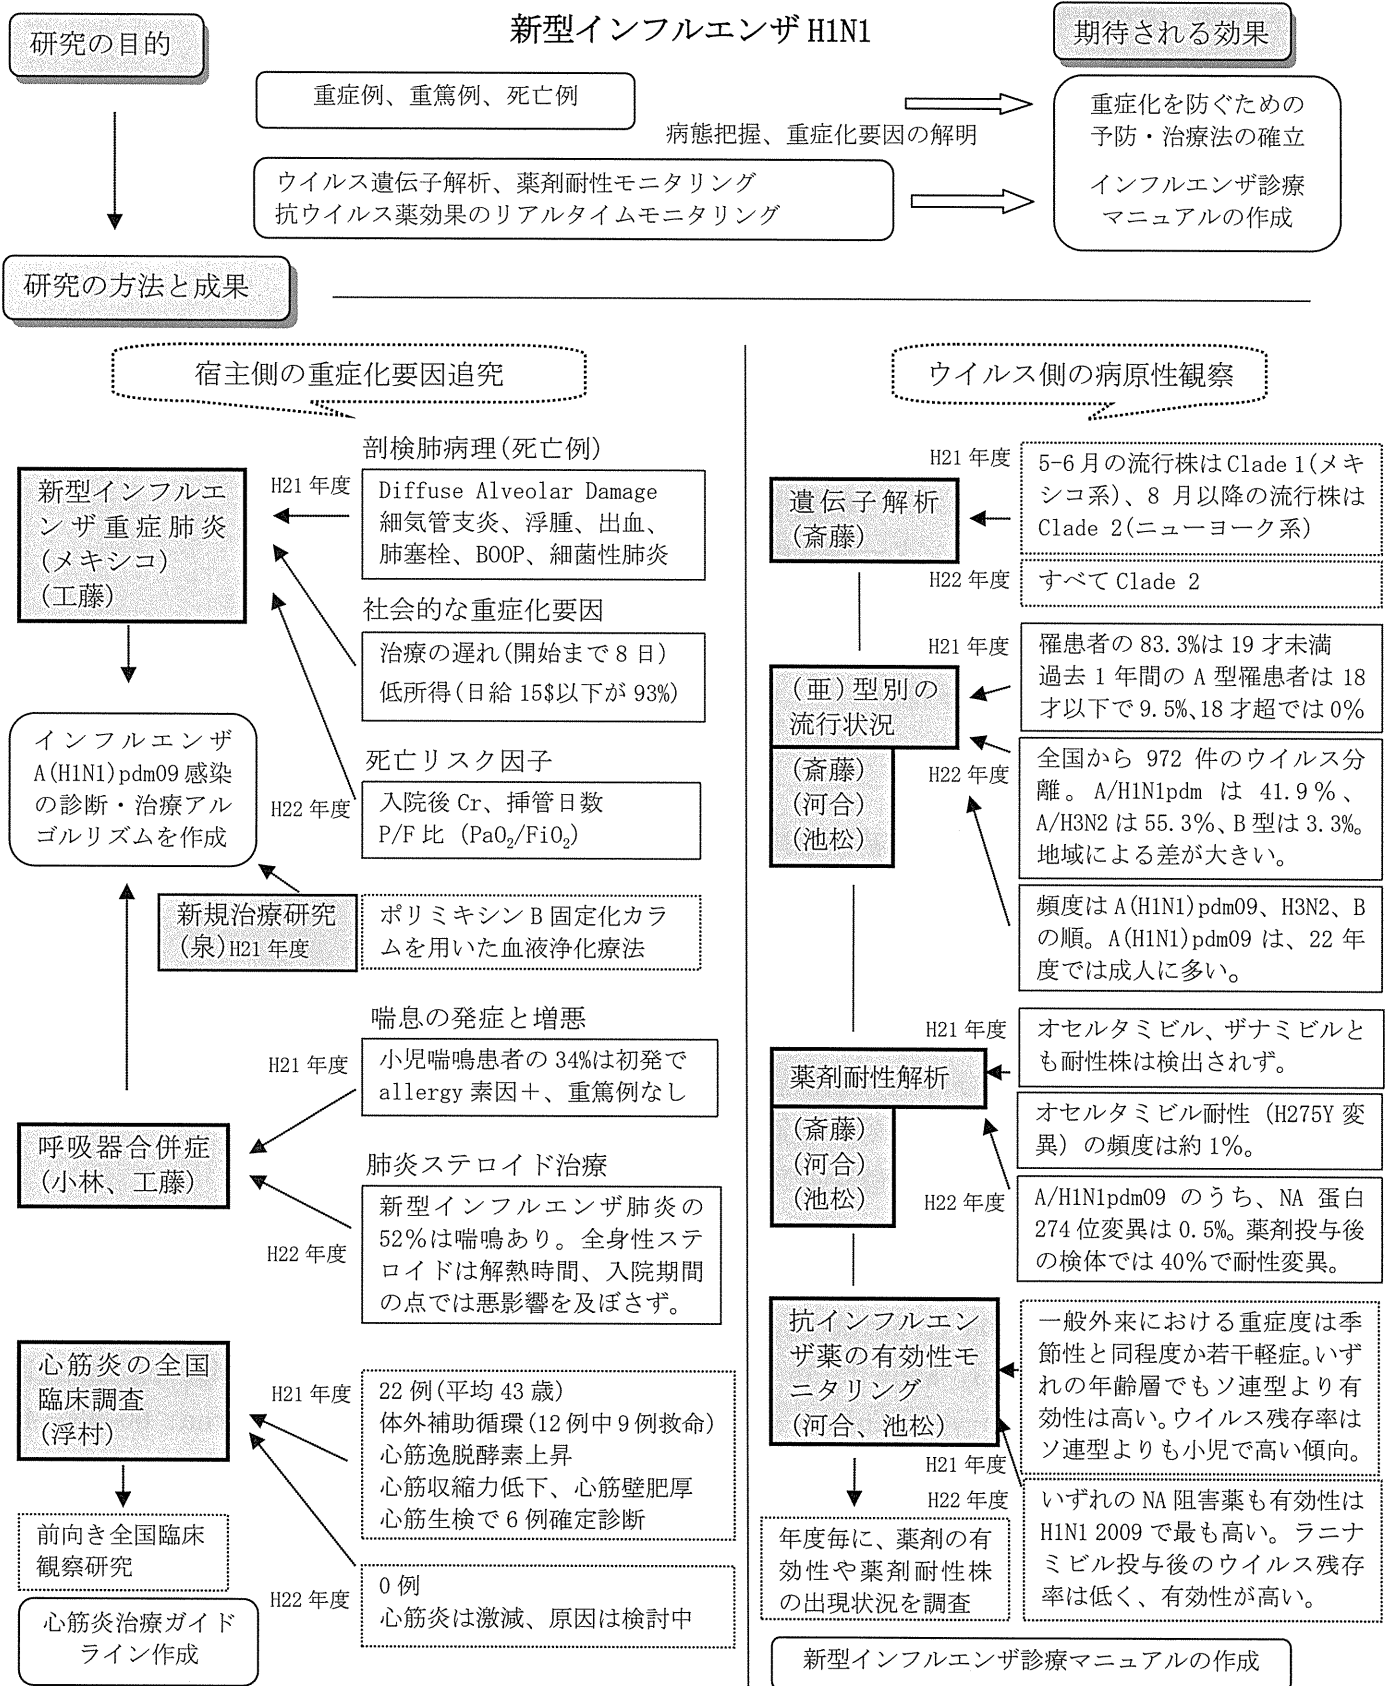 新型インフルエンザ H1N1
研究の目的
期待される効果
重症例、重篤例、死亡例
病態把握、重症化要因の解明
ウイルス遺伝子解析、薬剤耐性モニタリング
抗ウイルス薬効果のリアルタイムモニタリング
重症化を防ぐための
予防・治療法の確立
インフルエンザ診療
マニュアルの作成
研究の方法と成果
宿主側の重症化要因追究
剖検肺病理(死亡例)
新型インフルエ
ンザ重症肺炎
(メキシコ)
(工藤)
H21 年度
Diffuse Alveolar Damage
細気管支炎、浮腫、出血、
肺塞栓、BOOP、細菌性肺炎
社会的な重症化要因
治療の遅れ(開始まで 8 日)
低所得(日給 15$以下が 93%)
死亡リスク因子
H22 年度
入院後 Cr、挿管日数
P/F 比 (PaO2/FiO2)
インフルエンザ
A(H1N1)pdm09 感染
の診断・治療アル
ゴルリズムを作成
新規治療研究
(泉)H21 年度
ポリミキシン B 固定化カラ
ムを用いた血液浄化療法
喘息の発症と増悪
H21 年度
小児喘鳴患者の 34%は初発で
allergy 素因＋、重篤例なし
呼吸器合併症
(小林、工藤)
肺炎ステロイド治療
H22 年度
新型インフルエンザ肺炎の
52%は喘鳴あり。全身性ステ
ロイドは解熱時間、入院期間
の点では悪影響を及ぼさず。
心筋炎の全国
臨床調査
(浮村)
H21 年度
22 例(平均 43 歳)
体外補助循環(12 例中 9 例救命)
心筋逸脱酵素上昇
心筋収縮力低下、心筋壁肥厚
心筋生検で 6 例確定診断
前向き全国臨床
観察研究
H22 年度
0 例
心筋炎は激減、原因は検討中
心筋炎治療ガイド
ライン作成
ウイルス側の病原性観察
遺伝子解析
(斎藤)
H21 年度
5-6 月の流行株は Clade 1(メキ
シコ系)、8 月以降の流行株は
Clade 2(ニューヨーク系)
H22 年度
すべて Clade 2
(亜)型別の
流行状況
(斎藤)
(河合)
(池松)
H21 年度
罹患者の 83.3%は 19 才未満
過去 1 年間の A 型罹患者は 18
才以下で 9.5%、18 才超では 0%
H22 年度
全国から 972 件のウイルス分
離。A/H1N1pdm は 41.9%、
A/H3N2 は 55.3%、B 型は 3.3%。
地域による差が大きい。
頻度は A(H1N1)pdm09、H3N2、B
の順。A(H1N1)pdm09 は、22 年
度では成人に多い。
薬剤耐性解析
(斎藤)
(河合)
(池松)
H21 年度
オセルタミビル、ザナミビルと
も耐性株は検出されず。
オセルタミビル耐性 (H275Y 変
異) の頻度は約 1%。
H22 年度
A/H1N1pdm09 のうち、NA 蛋白
274 位変異は 0.5%。薬剤投与後
の検体では 40%で耐性変異。
抗インフルエン
ザ薬の有効性モ
ニタリング
(河合、池松)
H21 年度
一般外来における重症度は季
節性と同程度か若干軽症。いず
れの年齢層でもソ連型より有
効性は高い。ウイルス残存率は
ソ連型よりも小児で高い傾向。
H22 年度
いずれの NA 阻害薬も有効性は
H1N1 2009 で最も高い。ラニナ
ミビル投与後のウイルス残存
率は低く、有効性が高い。
年度毎に、薬剤の有
効性や薬剤耐性株
の出現状況を調査
新型インフルエンザ診療マニュアルの作成